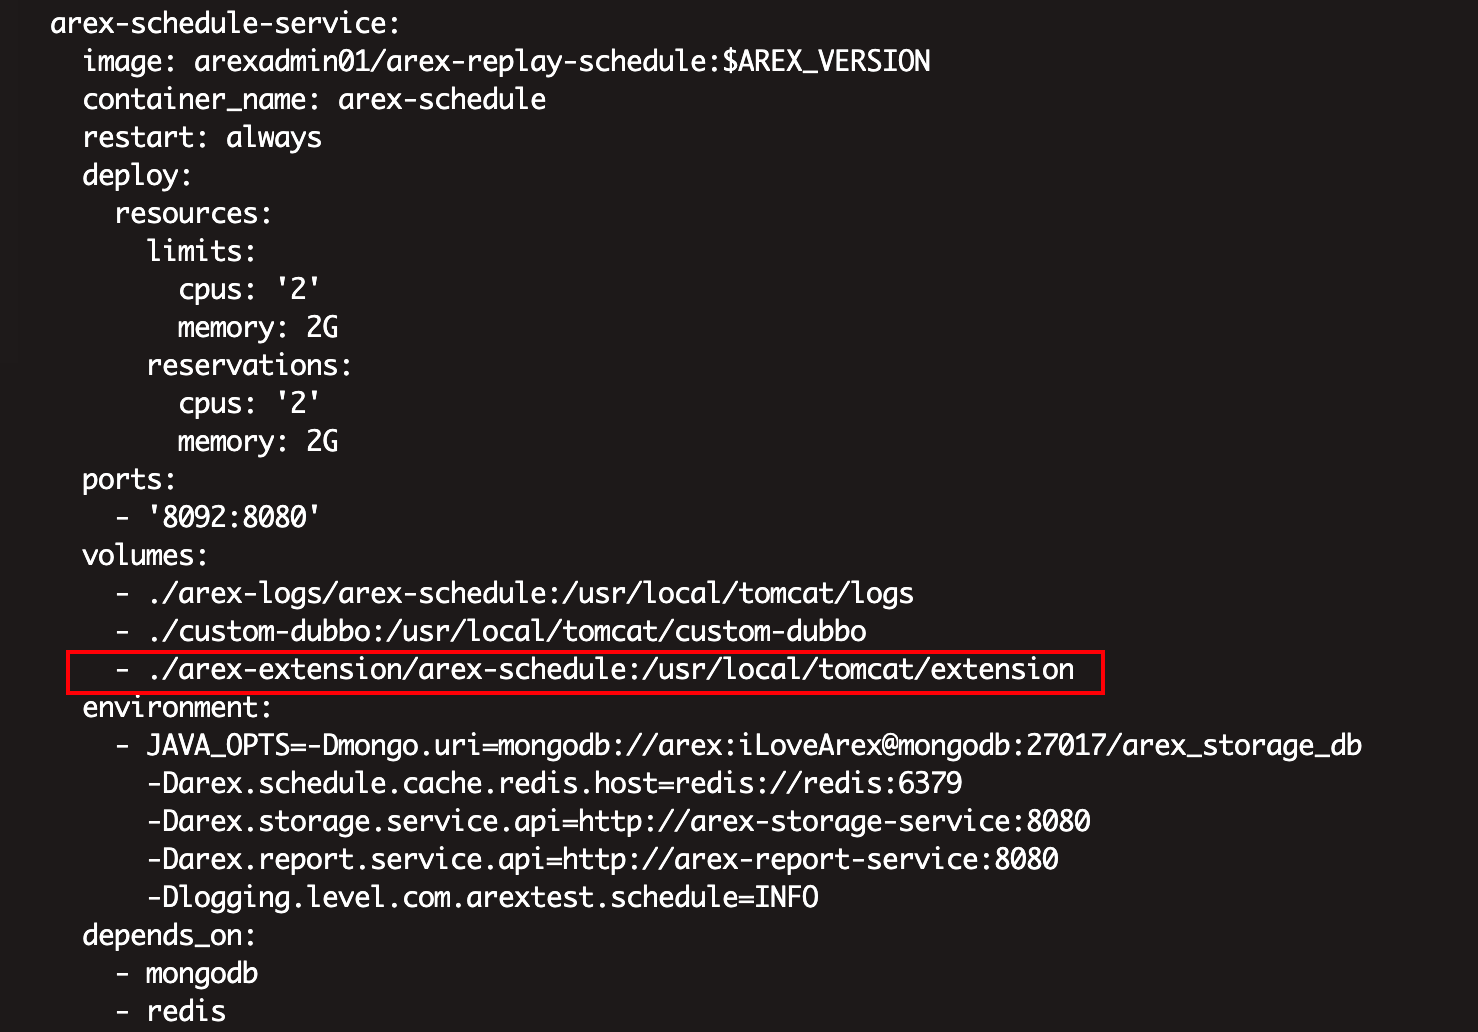 arex-schedule-service:
image: arexadmin01/arex-replay-schedule:$AREX_VERSION
container_name: arex-schedule
restart: always
deploy:
resources:
limits:
cpus: '2'
memory: 2G
reservations:
cpus: '2'
memory: 2G
ports:
- '8092:8080'
volumes:
- ./arex-logs/arex-schedule:/usr/local/tomcat/logs
- ./custom-dubbo:/usr/local/tomcat/custom-dubbo
- ./arex-extension/arex-schedule:/usr/local/tomcat/extension
environment:
- JAVA_OPTS=-Dmongo.uri=mongodb://arex:iLoveArex@mongodb:27017/arex_storage_db
-Darex.schedule.cache.redis.host=redis://redis:6379
-Darex.storage.service.api=http://arex-storage-service:8080
-Darex.report.service.api=http://arex-report-service:8080
-Dlogging.level.com.arextest.schedule=INFO
depends_on:
- mongodb
- redis